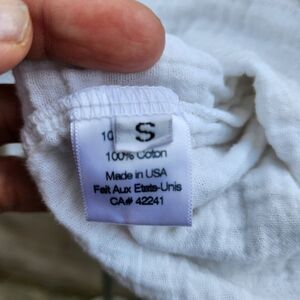 S
100% Cotton
Made in USA
Fait Aux Etats-Unis
CA# 42241